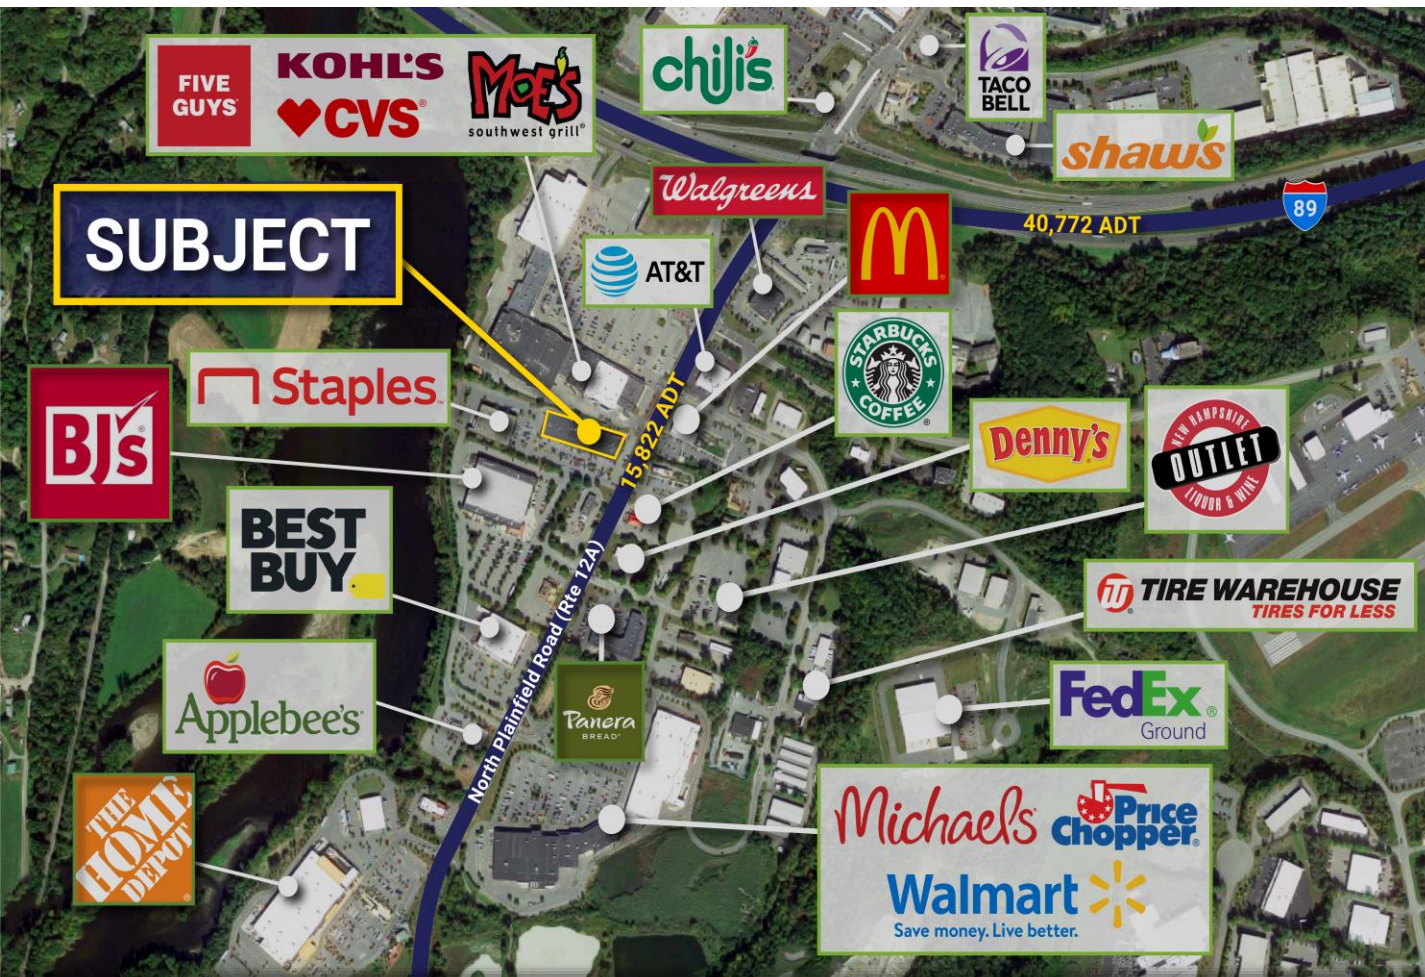 FIVE
GUYS
KOHL'S
CVS®
MOE'S
southwest grill®
chili's
TACO
BELL
shaw's
Walgreens
SUBJECT
AT&T
40,772 ADT
89
STARBUCKS
COFFEE
Staples
15,822 ADT
BJ's
Denny's
NEW HAMPSHIRE
OUTLET
LIQUOR & WINE
BEST
BUY
North Plainfield Road (Rte 12A)
TIRE WAREHOUSE
TIRES FOR LESS
Applebee's
Panera
BREAD®
FedEx®
Ground
THE
HOME
DEPOT
Michaels
Price
Chopper
Walmart
Save money. Live better.